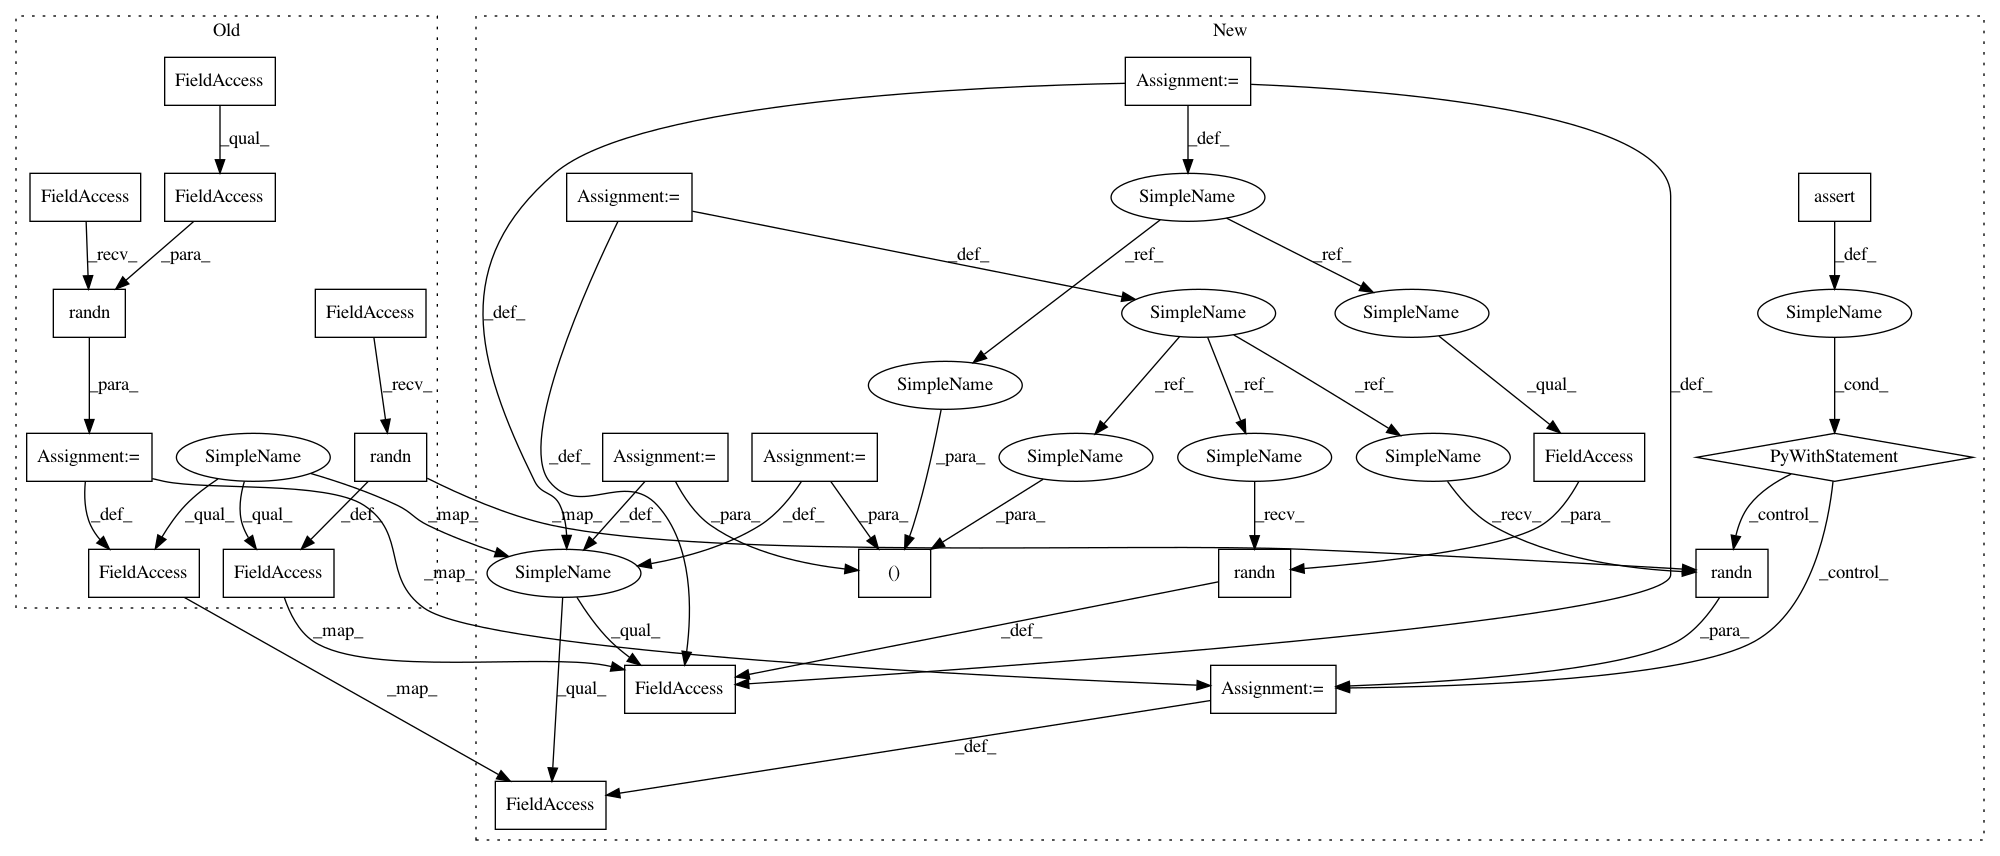 Old
New
FieldAccess
Assignment:=
_qual_
_def_
FieldAccess
FieldAccess
Assignment:=
SimpleName
assert
_recv_
_para_
_def_
_ref_
_ref_
_def_
randn
FieldAccess
_def_
SimpleName
SimpleName
SimpleName
_para_
_recv_
SimpleName
_ref_
_ref_
_ref_
_qual_
_def_
_cond_
Assignment:=
SimpleName
randn
_def_
Assignment:=
Assignment:=
_para_
SimpleName
SimpleName
SimpleName
FieldAccess
PyWithStatement
_def_
_qual_
_qual_
_def_
_map_
_map_
_def_
_para_
_def_
_para_
_para_
_recv_
_para_
_recv_
_control_
FieldAccess
FieldAccess
_map_
SimpleName
()
randn
randn
_control_
_map_
_qual_
_def_
_para_
_map_
_qual_
FieldAccess
Assignment:=
_def_
FieldAccess